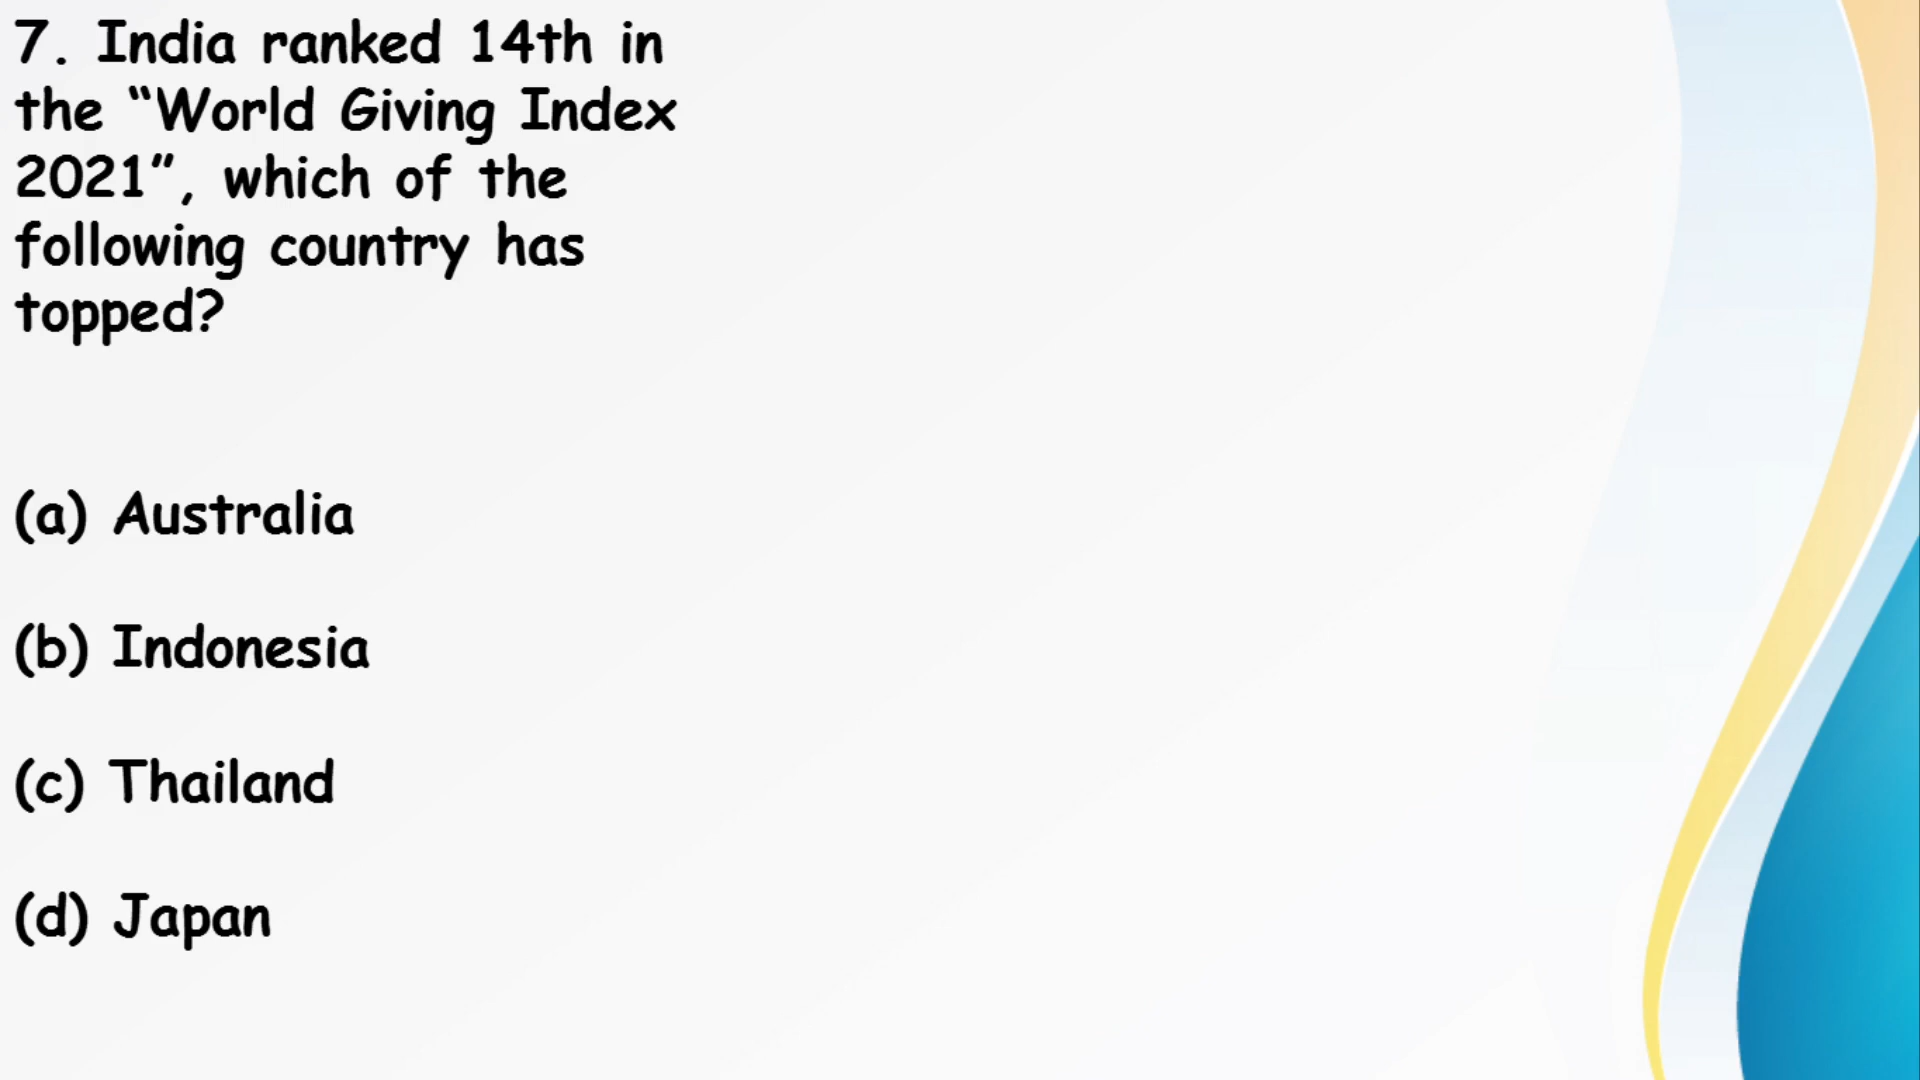 7. India ranked 14th in
the “World Giving Index
2021”, which of the
following country has
topped?
(a) Australia
(b) Indonesia
(c) Thailand
(d) Japan